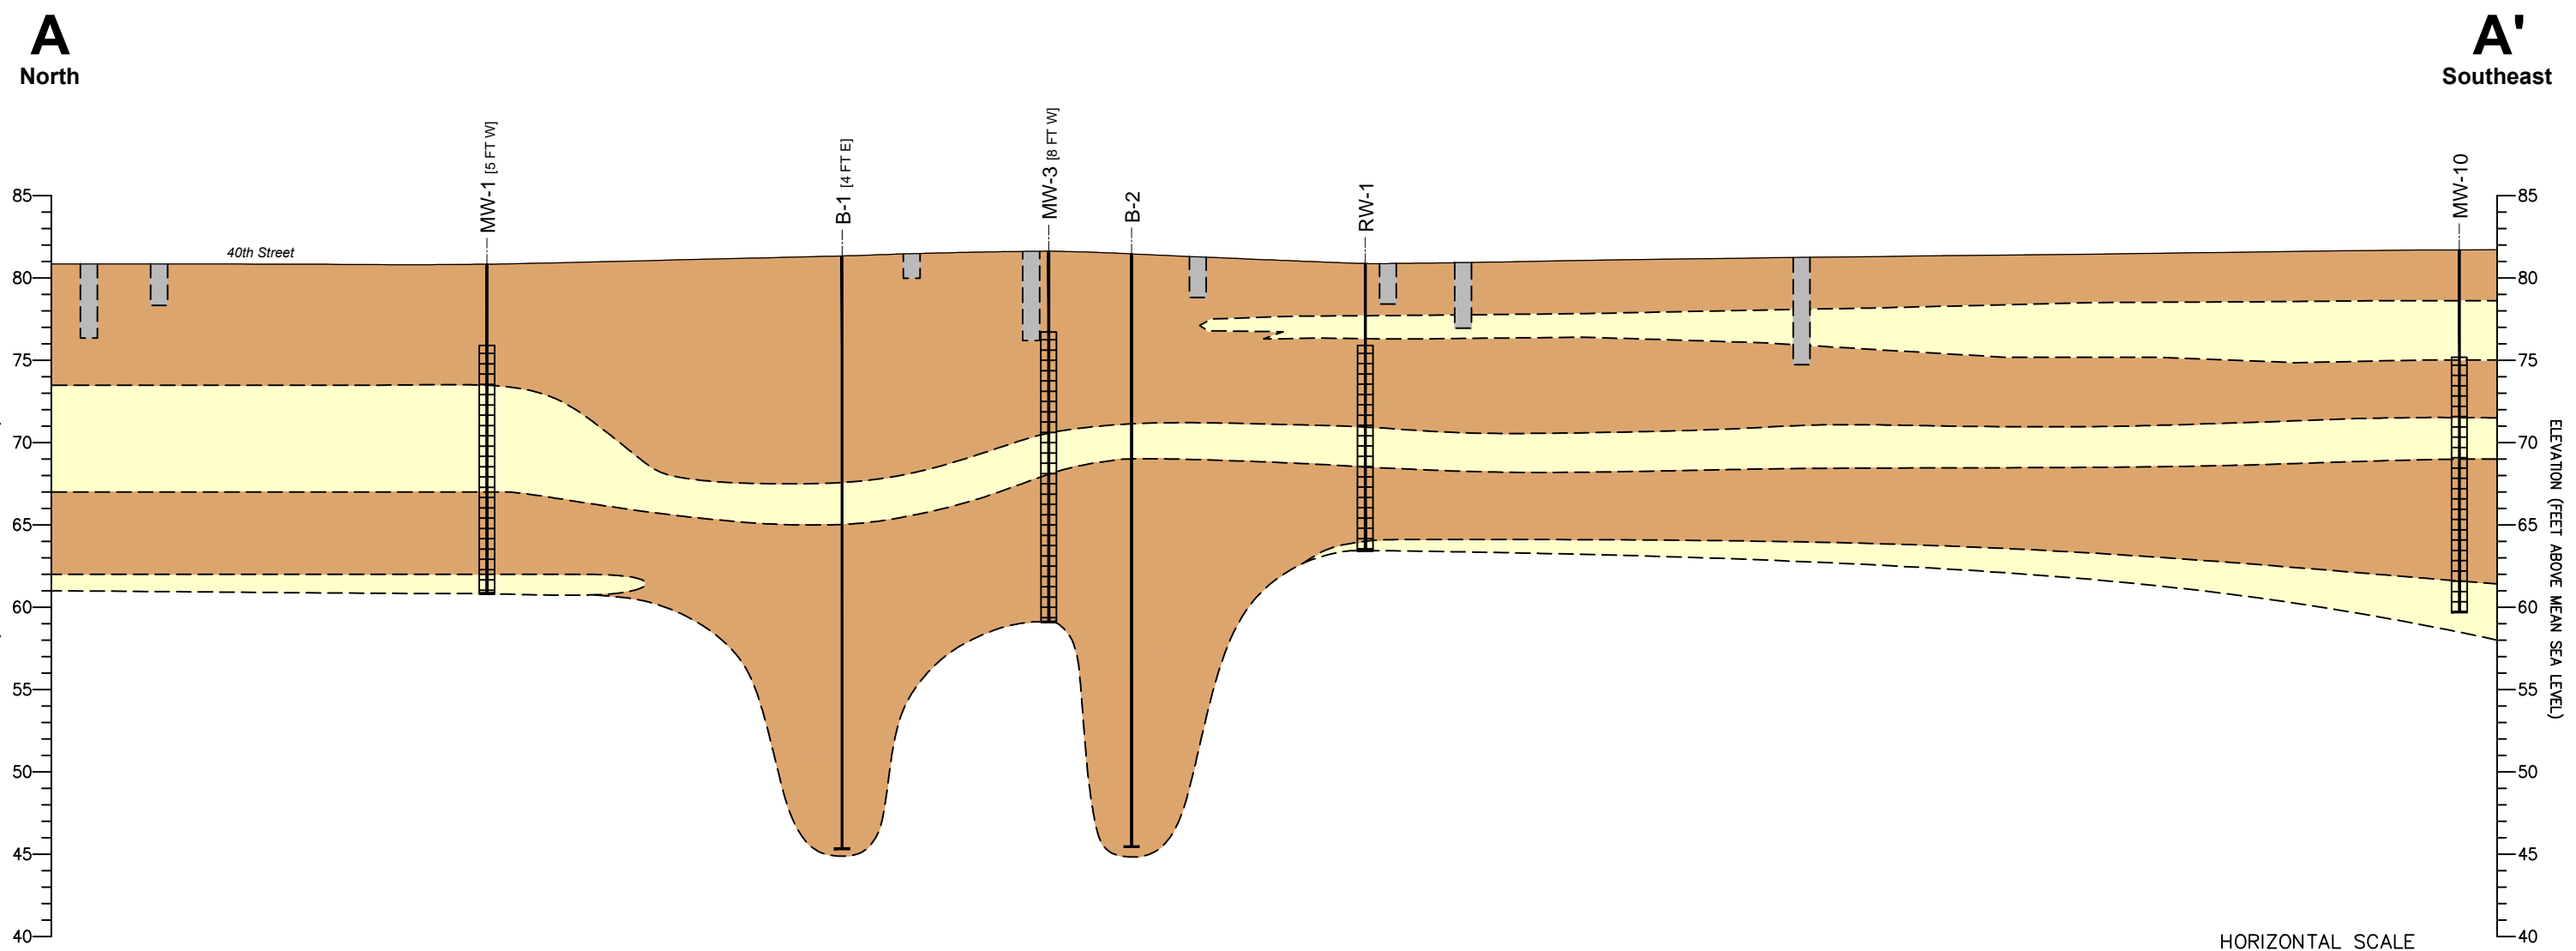 A
A'
North
Southeast
MW-1 [5 FT W]
B-1 [4 FT E]
MW-3 [8 FT W]
B-2
RW-1
MW-10
40th Street
85
80
75
70
65
60
55
50
45
40
85
80
75
70
65
60
55
50
45
40
ELEVATION (FEET ABOVE MEAN SEA LEVEL)
HORIZONTAL SCALE